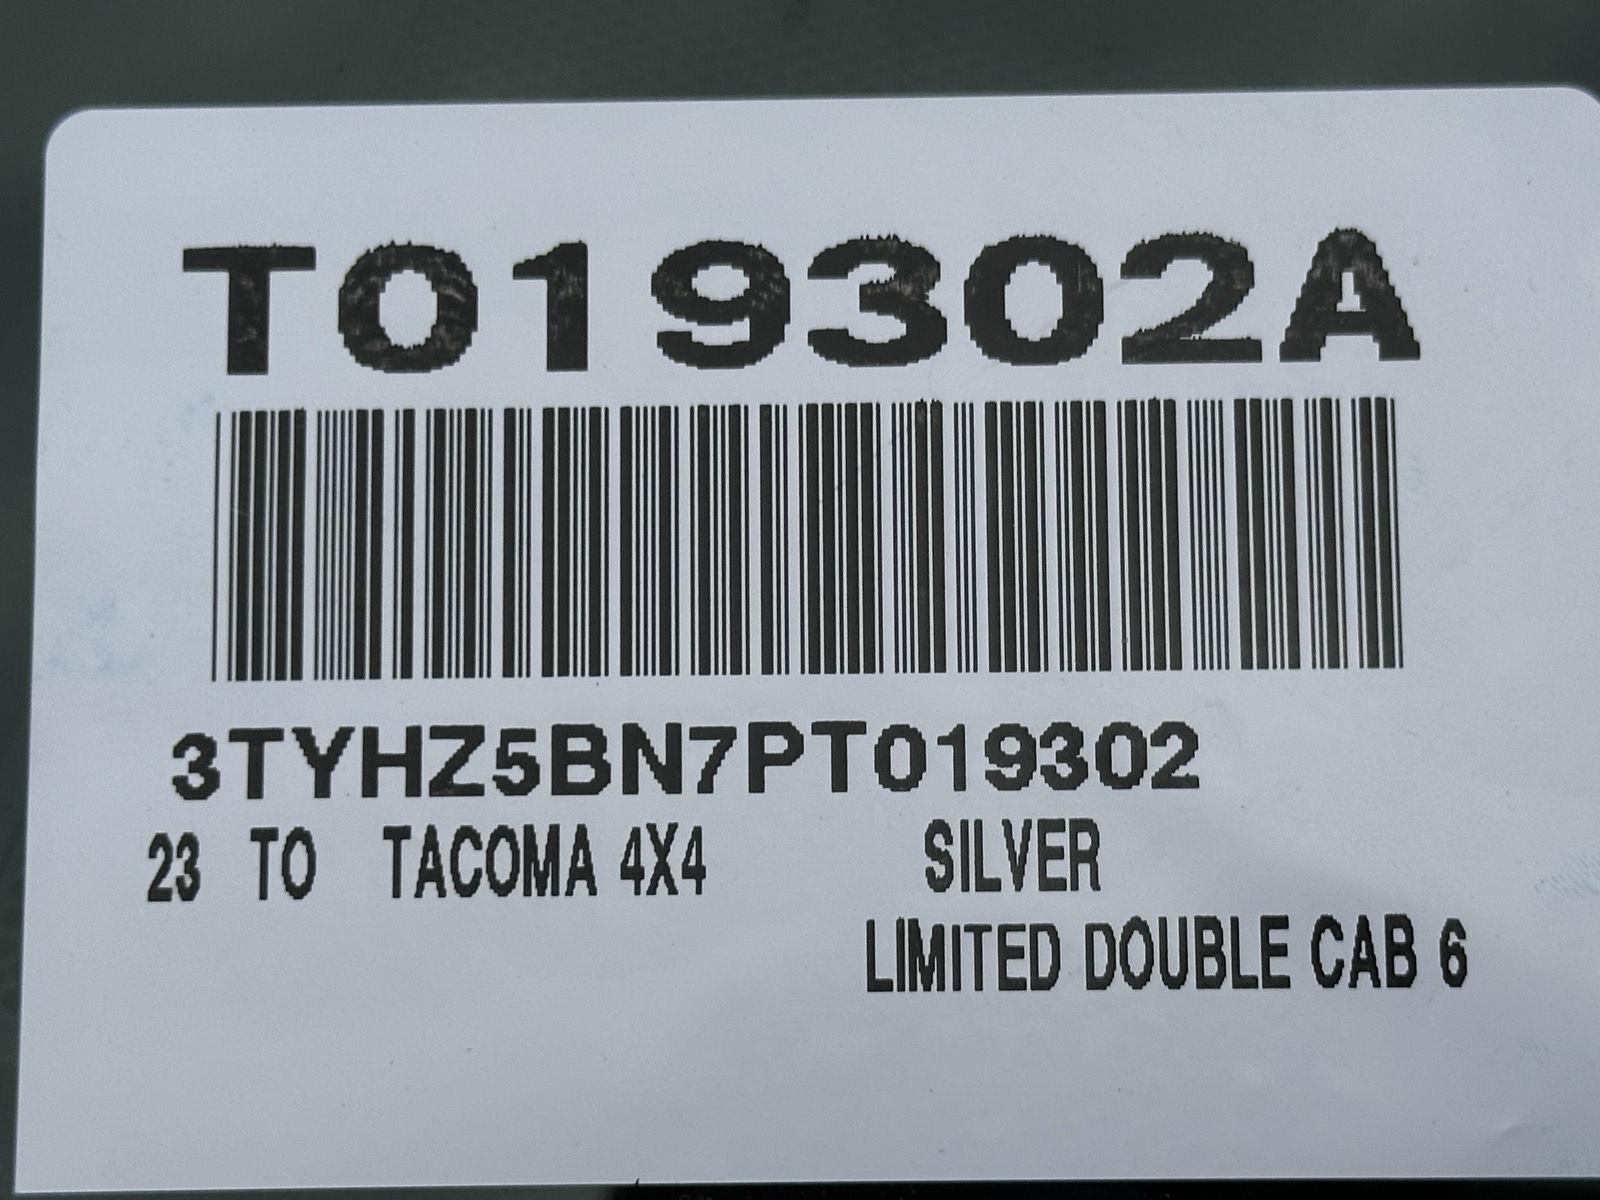 T019302A
3TYHZ5BN7PT019302
23 TO TACOMA 4X4 SILVER
LIMITED DOUBLE CAB 6